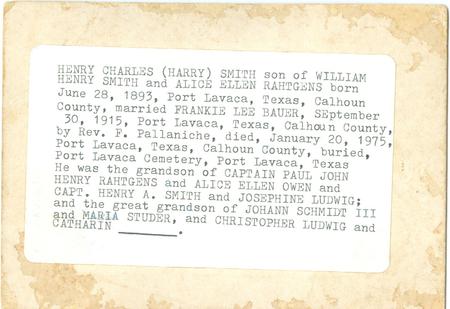 HENRY CHARLES (HARRY) SMITH son of WILLIAM
HENRY SMITH and ALICE ELLEN RAHTGENS born
June 28, 1893, Port Lavaca, Texas, Calhoun
County, married FRANKIE LEE BAUER, SEptember
30, 1915, Port Lavaca, Texas, Calhoun County,
by Rev. F. Pallaniche, died, January 20, 1975,
Port Lavaca, Texas, Calhoun County, buried,
Port Lavaca Cemetery, Port Lavaca, Texas
He was the grandson of CAPTAIN PAUL JOHN
HENRY RAHTGENS and ALICE ELLEN OWEN and
CAPT. HENRY A. SMITH and JOSEPHINE LUDWIG;
and the great grandson of JOHANN SCHMIDT III
and MARIA STUDER, and CHRISTOPHER LUDWIG and
CATHARIN ________.